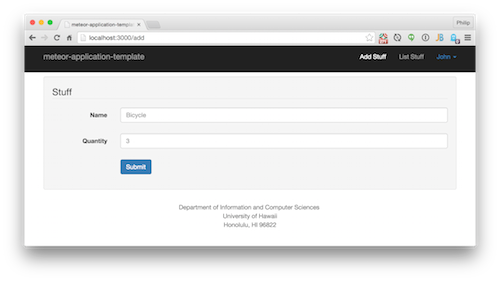 Philip
meteor-application-template
localhost:3000/add
meteor-application-template Add Stuff List Stuff John
Stuff
Name Bicycle
Quantity 3
Submit
Department of Information and Computer Sciences
University of Hawaii
Honolulu, HI 96822